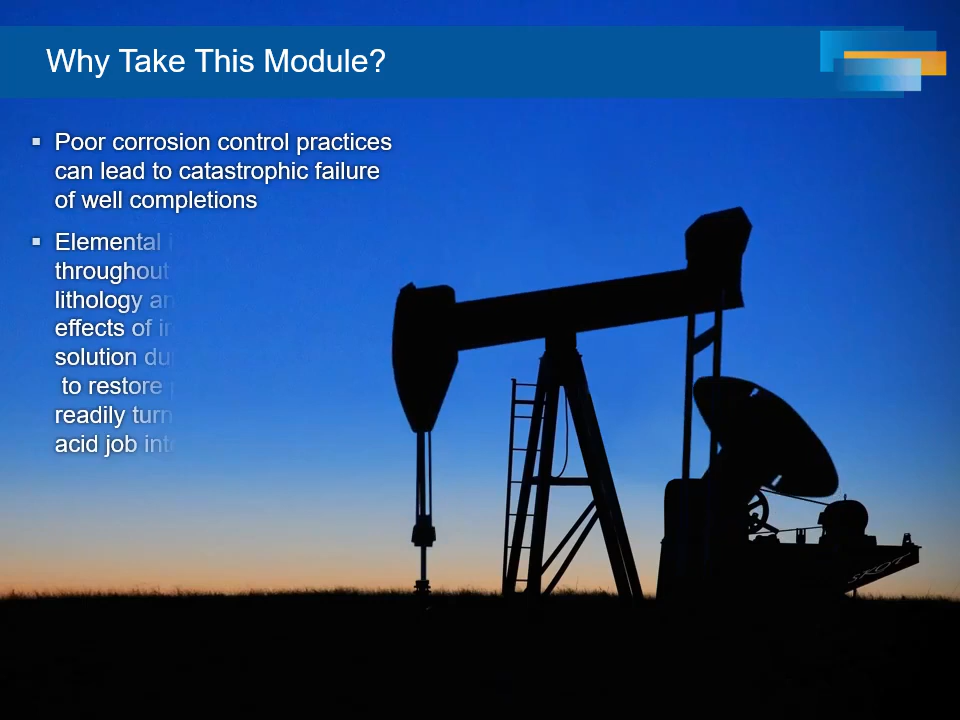 Why Take This Module?
Poor corrosion control practices
can lead to catastrophic failure
of well completions
Elemental
throughout
lithology
effects of
solution
to restore
readily turn
acid job